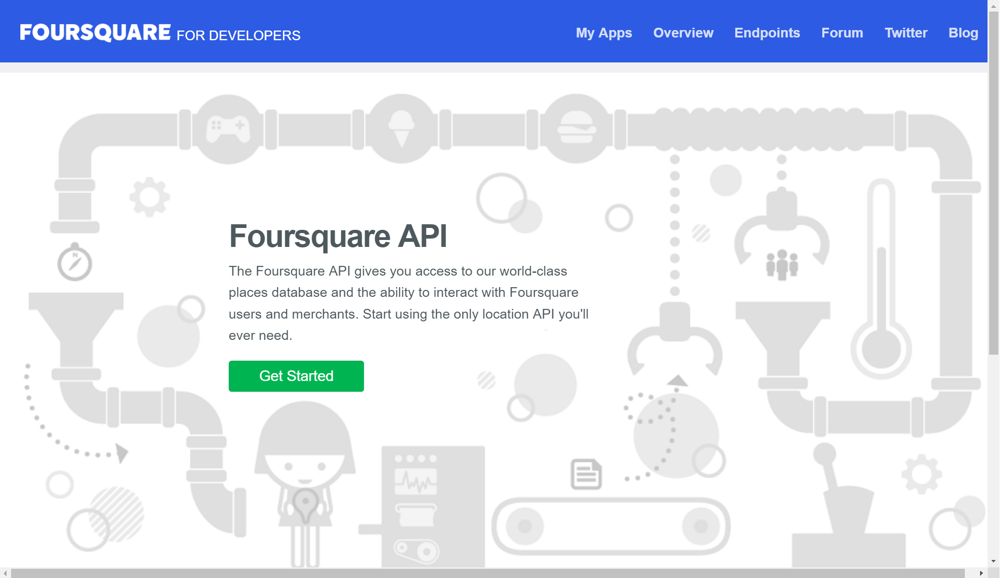 FOURSQUARE FOR DEVELOPERS
My Apps Overview Endpoints Forum Twitter Blog
N
Foursquare API
The Foursquare API gives you access to our world-class
places database and the ability to interact with Foursquare
users and merchants. Start using the only location API you'll
ever need.
Get Started